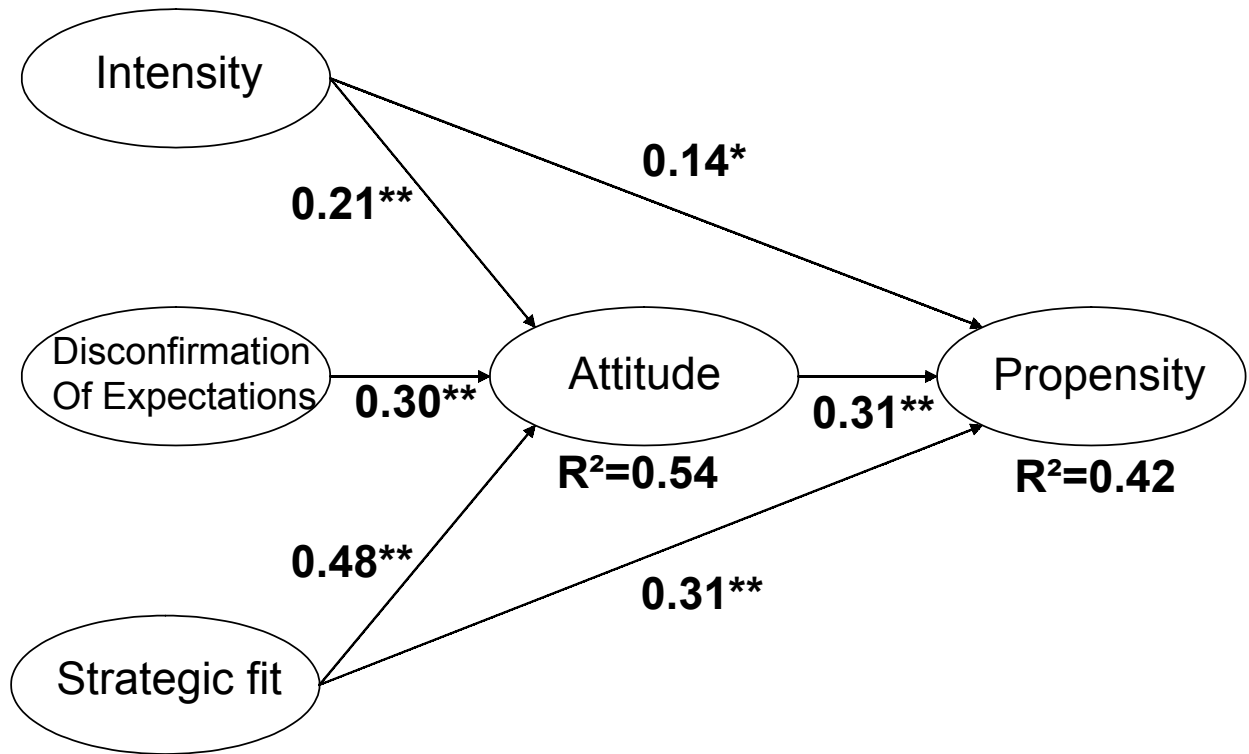 Intensity
0.14*
0.21**
Disconfirmation
Of Expectations
0.30**
Attitude
0.31**
Propensity
R²=0.54
R²=0.42
0.48**
0.31**
Strategic fit